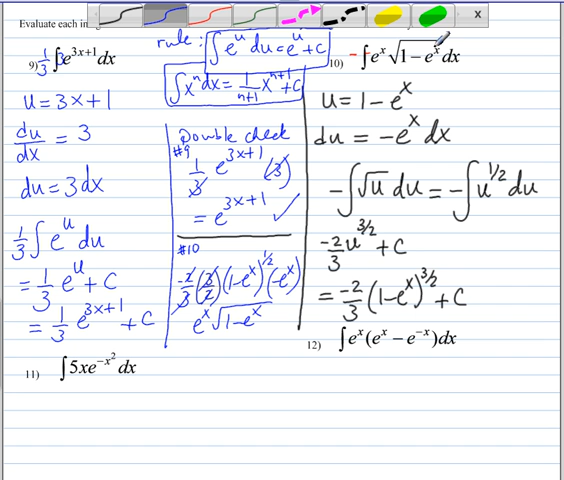 Evaluate each in
rule: ∫e^u du = e^u + C
∫x^n dx = 1/(n+1) x^(n+1) + C
9) 1/3 ∫3e^(3x+1) dx
u = 3x+1
du/dx = 3
du = 3dx
1/3 ∫e^u du
= 1/3 e^u + C
= 1/3 e^(3x+1) + C
Double check
#9
1/3 e^(3x+1) (3)
= e^(3x+1) ✓
#10
-2/3 (3/2)(1-e^x)^(1/2) (-e^x)
e^x √(1-e^x)
10) -∫-e^x √(1-e^x) dx
u = 1-e^x
du = -e^x dx
-∫√u du = -∫u^(1/2) du
-2/3 u^(3/2) + C
= -2/3 (1-e^x)^(3/2) + C
11) ∫5xe^(-x^2) dx
12) ∫e^x(e^x - e^(-x))dx
X